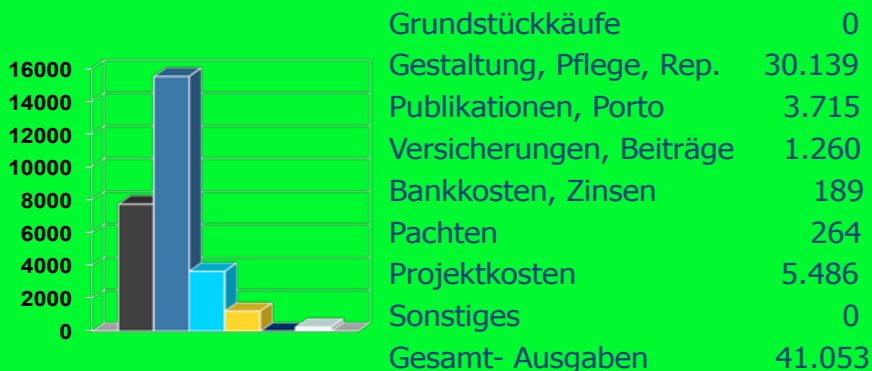 16000
14000
12000
10000
8000
6000
4000
2000
0
Grundstückkäufe 0
Gestaltung, Pflege, Rep. 30.139
Publikationen, Porto 3.715
Versicherungen, Beiträge 1.260
Bankkosten, Zinsen 189
Pachten 264
Projektkosten 5.486
Sonstiges 0
Gesamt- Ausgaben 41.053